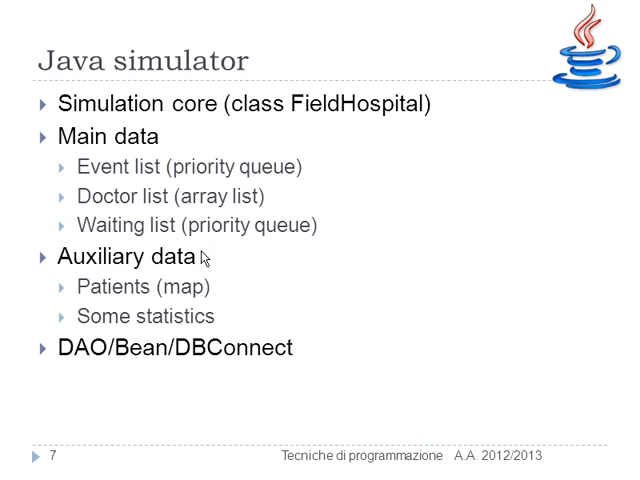 Java simulator
Simulation core (class FieldHospital)
Main data
Event list (priority queue)
Doctor list (array list)
Waiting list (priority queue)
Auxiliary data
Patients (map)
Some statistics
DAO/Bean/DBConnect
7 Tecniche di programmazione A.A. 2012/2013